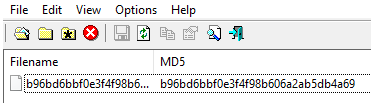 File Edit View Options Help
Filename MD5
b96bd6bbf0e3f4f98b6... b96bd6bbf0e3f4f98b606a2ab5db4a69